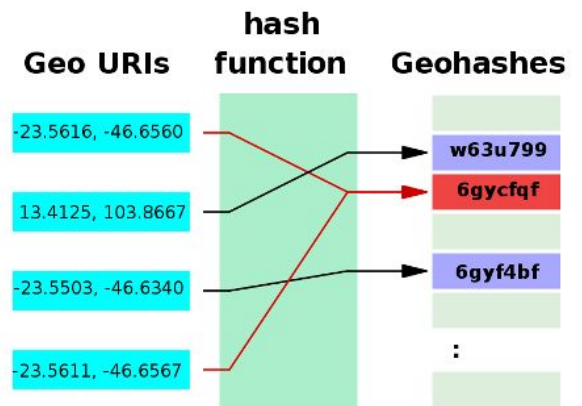 hash
function
Geo URIs
Geohashes
-23.5616, -46.6560
13.4125, 103.8667
-23.5503, -46.6340
-23.5611, -46.6567
w63u799
6gycfqf
6gyf4bf
: